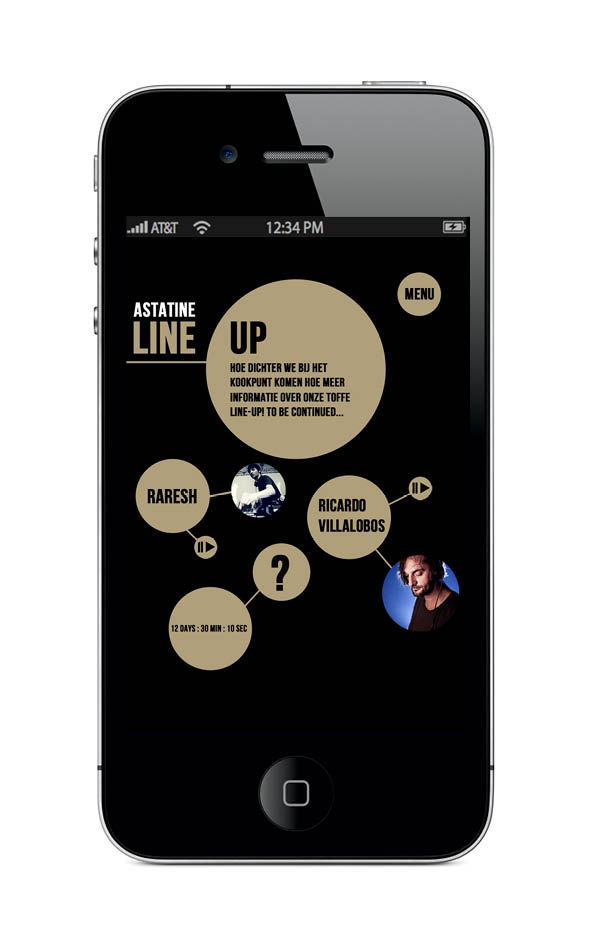 AT&T 12:34 PM
MENU
ASTATINE
LINE UP
HOE DICHTER WE BIJ HET
KOOKPUNT KOMEN HOE MEER
INFORMATIE OVER ONZE TOFFE
LINE-UP! TO BE CONTINUED...
RARESH
RICARDO
VILLALOBOS
?
12 DAYS : 30 MIN : 10 SEC